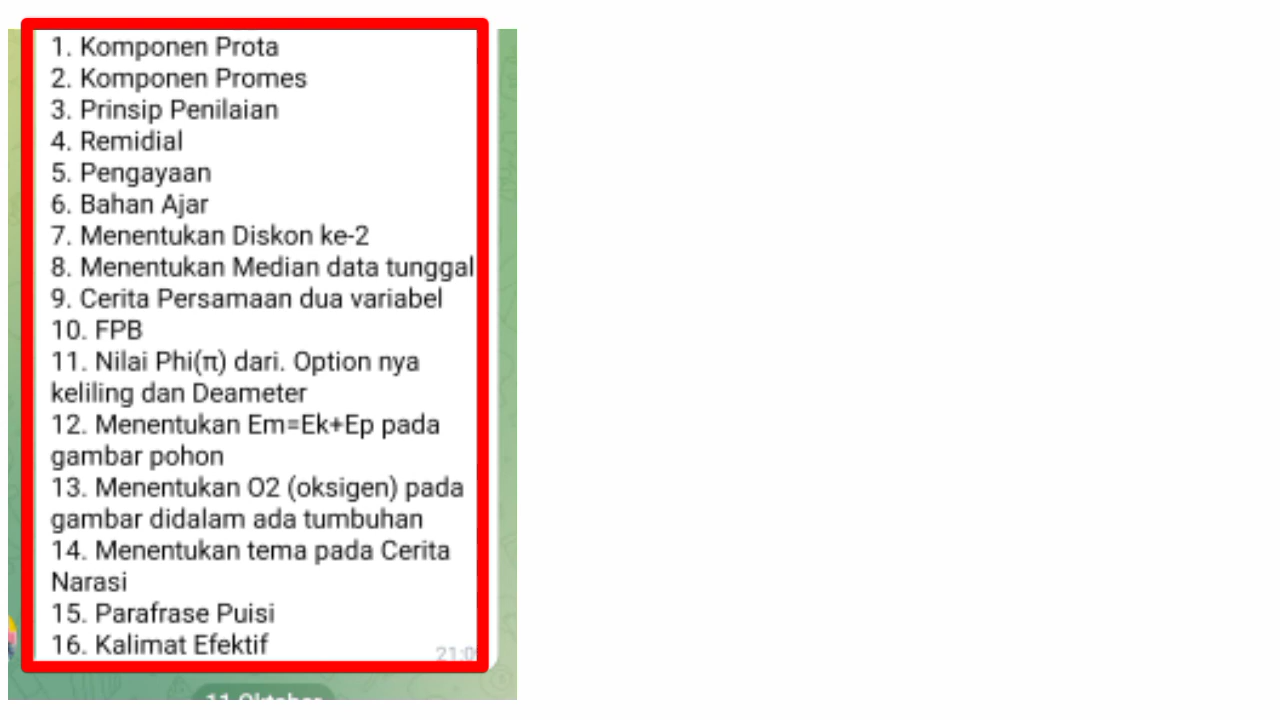 1. Komponen Prota
2. Komponen Promes
3. Prinsip Penilaian
4. Remidial
5. Pengayaan
6. Bahan Ajar
7. Menentukan Diskon ke-2
8. Menentukan Median data tunggal
9. Cerita Persamaan dua variabel
10. FPB
11. Nilai Phi(π) dari. Option nya
keliling dan Deameter
12. Menentukan Em=Ek+Ep pada
gambar pohon
13. Menentukan O2 (oksigen) pada
gambar didalam ada tumbuhan
14. Menentukan tema pada Cerita
Narasi
15. Parafrase Puisi
16. Kalimat Efektif
11 Oktober